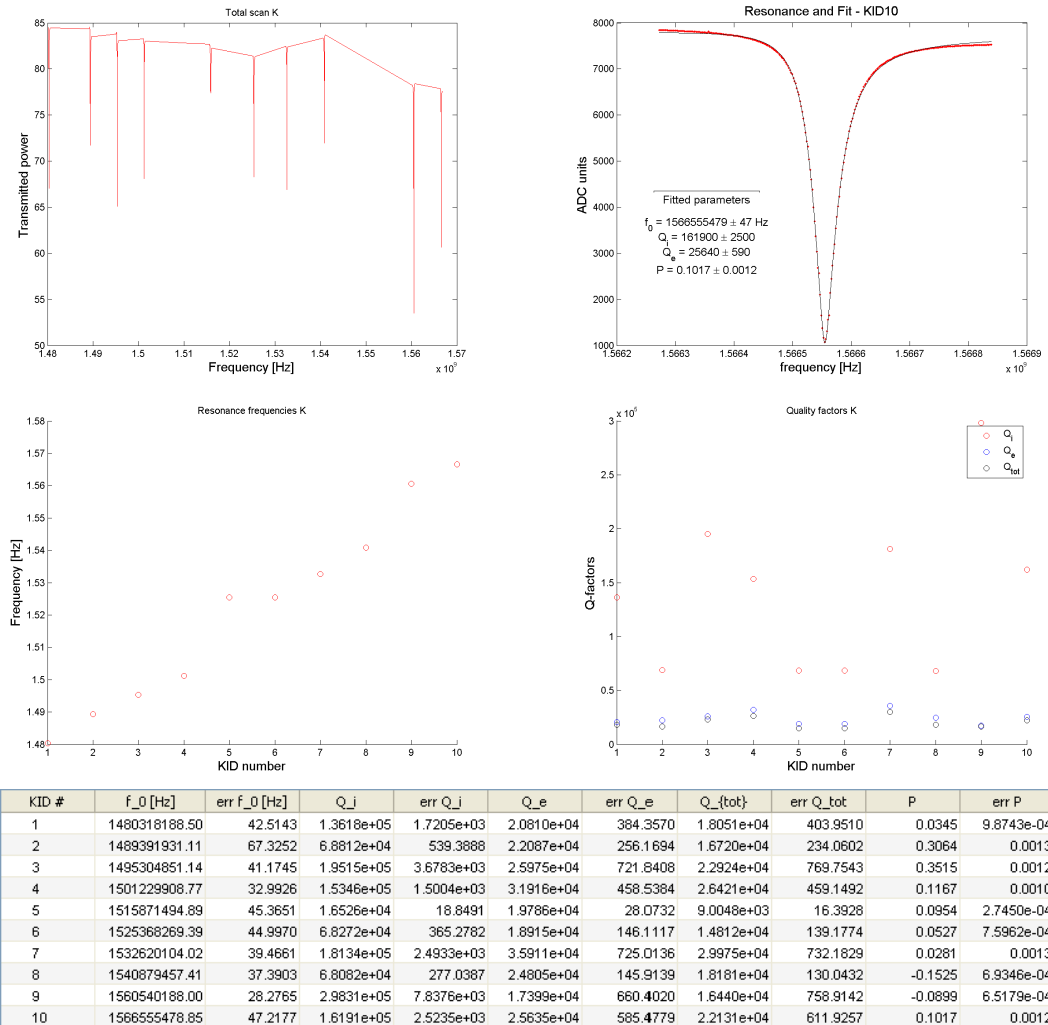 Total scan K
Transmitted power
85
80
75
70
65
60
55
50
1.48 1.49 1.5 1.51 1.52 1.53 1.54 1.55 1.56 1.57
Frequency [Hz]
x 10^9
Resonance and Fit - KID10
ADC units
8000
7000
6000
5000
4000
3000
2000
1000
Fitted parameters
f_0 = 1566555479 ± 47 Hz
Q_i = 161900 ± 2500
Q_e = 25640 ± 590
P = 0.1017 ± 0.0012
1.5662 1.5663 1.5664 1.5665 1.5666 1.5667 1.5668 1.5669
frequency [Hz]
x 10^9
Resonance frequencies K
Frequency [Hz]
1.58
1.57
1.56
1.55
1.54
1.53
1.52
1.51
1.5
1.49
1.48
1 2 3 4 5 6 7 8 9 10
KID number
Quality factors K
x 10^5
Q-factors
3
2.5
2
1.5
1
0.5
0
Q_i
Q_e
Q_tot
1 2 3 4 5 6 7 8 9 10
KID number
KID # f_0 [Hz] err f_0 [Hz] Q_i err Q_i Q_e err Q_e Q_{tot} err Q_tot P err P
1 1480318188.50 42.5143 1.3618e+05 1.7205e+03 2.0810e+04 384.3570 1.8051e+04 403.9510 0.0345 9.8743e-04
2 1489391931.11 67.3252 6.8812e+04 539.3888 2.2087e+04 256.1694 1.6720e+04 234.0602 0.3064 0.0013
3 1495304851.14 41.1745 1.9515e+05 3.6783e+03 2.5975e+04 721.8408 2.2924e+04 769.7543 0.3515 0.0012
4 1501229908.77 32.9926 1.5346e+05 1.5004e+03 3.1916e+04 458.5384 2.6421e+04 459.1492 0.1167 0.0010
5 1515871494.89 45.3651 1.6526e+04 18.8491 1.9786e+04 28.0732 9.0048e+03 16.3928 0.0954 2.7450e-04
6 1525368269.39 44.9970 6.8272e+04 365.2782 1.8915e+04 146.1117 1.4812e+04 139.1774 0.0527 7.5962e-04
7 1532620104.02 39.4661 1.8134e+05 2.4933e+03 3.5911e+04 725.0136 2.9975e+04 732.1829 0.0281 0.0013
8 1540879457.41 37.3903 6.8082e+04 277.0387 2.4805e+04 145.9139 1.8181e+04 130.0432 -0.1525 6.9346e-04
9 1560540188.00 28.2765 2.9831e+05 7.8376e+03 1.7399e+04 660.4020 1.6440e+04 758.9142 -0.0899 6.5179e-04
10 1566555478.85 47.2177 1.6191e+05 2.5235e+03 2.5635e+04 585.4779 2.2131e+04 611.9257 0.1017 0.0012